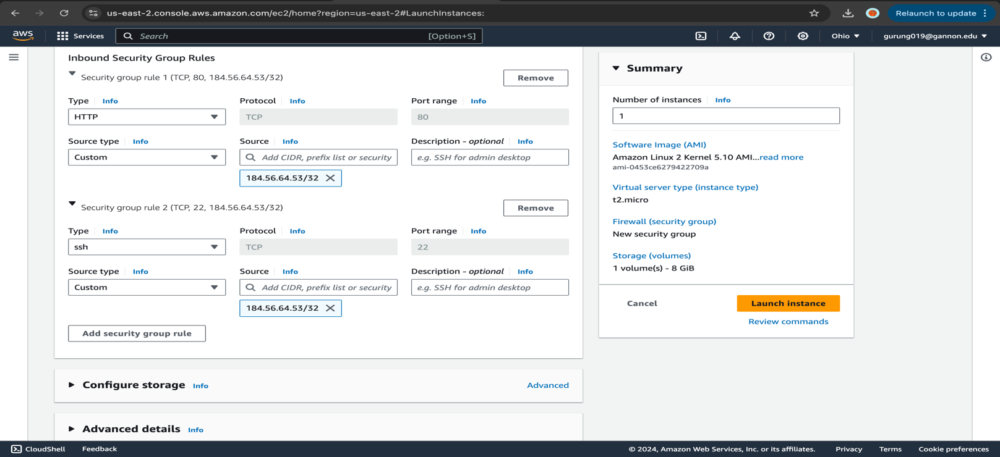 us-east-2.console.aws.amazon.com/ec2/home?region=us-east-2#LaunchInstances:
Relaunch to update
aws
Services
Search
[Option+S]
Ohio
gurung019@gannon.edu
Inbound Security Group Rules
Security group rule 1 (TCP, 80, 184.56.64.53/32)
Remove
Type Info
Protocol Info
Port range Info
HTTP
TCP
80
Source type Info
Source Info
Description - optional Info
Custom
Add CIDR, prefix list or security
e.g. SSH for admin desktop
184.56.64.53/32
Security group rule 2 (TCP, 22, 184.56.64.53/32)
Remove
Type Info
Protocol Info
Port range Info
ssh
TCP
22
Source type Info
Source Info
Description - optional Info
Custom
Add CIDR, prefix list or security
e.g. SSH for admin desktop
184.56.64.53/32
Add security group rule
Configure storage Info
Advanced
Advanced details Info
Summary
Number of instances Info
1
Software Image (AMI)
Amazon Linux 2 Kernel 5.10 AMI...read more
ami-0453ce6279422709a
Virtual server type (instance type)
t2.micro
Firewall (security group)
New security group
Storage (volumes)
1 volume(s) - 8 GiB
Cancel
Launch instance
Review commands
CloudShell
Feedback
© 2024, Amazon Web Services, Inc. or its affiliates.
Privacy
Terms
Cookie preferences